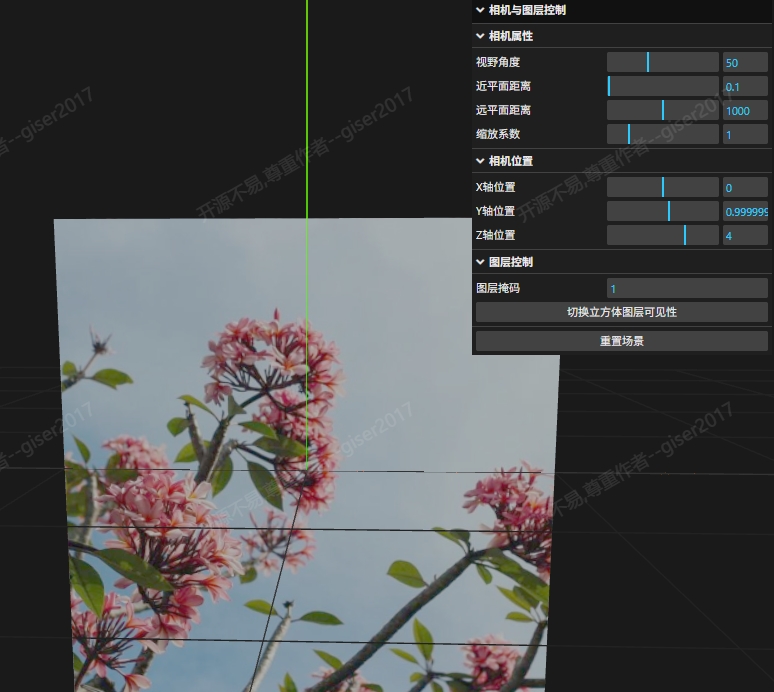 相机与图层控制
相机属性
视野角度 50
近平面距离 0.1
远平面距离 1000
缩放系数 1
相机位置
X轴位置 0
Y轴位置 0.999999
Z轴位置 4
图层控制
图层掩码 1
切换立方体图层可见性
重置场景
--giser2017
开源不易,尊重作者--giser2017
开源不易,尊重作者--giser2017
--giser2017
开源不易,尊重作者--giser2017
开源不易,尊重作者--giser2017